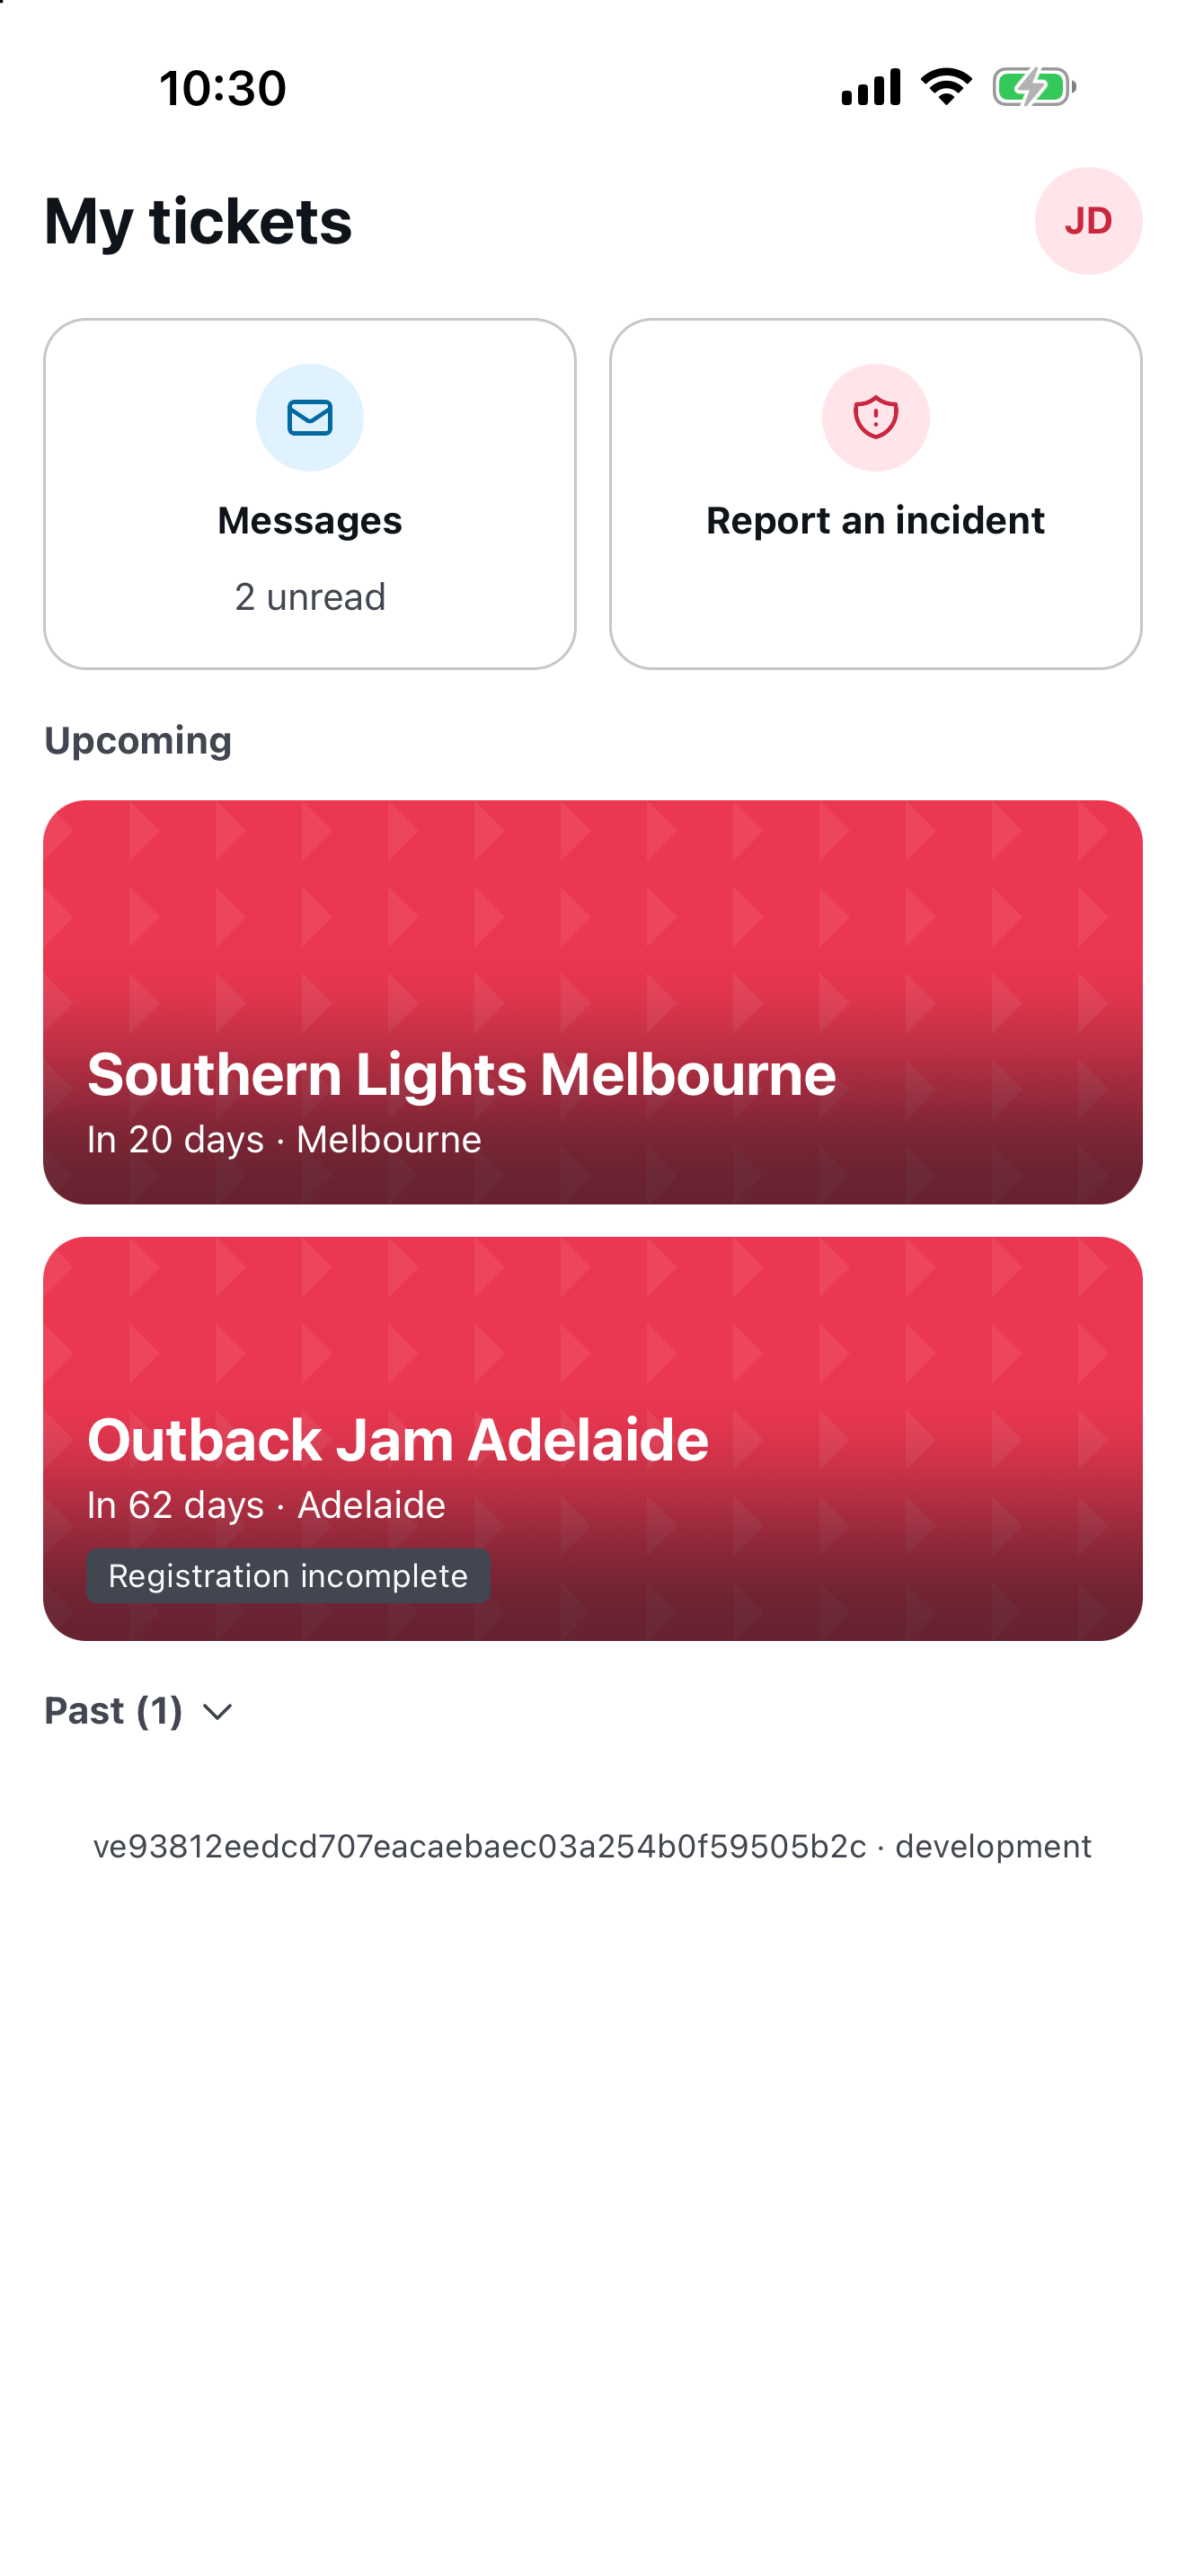 10:30
My tickets
JD
Messages
2 unread
Report an incident
Upcoming
Southern Lights Melbourne
In 20 days · Melbourne
Outback Jam Adelaide
In 62 days · Adelaide
Registration incomplete
Past (1)
ve93812eedcd707eacaebaec03a254b0f59505b2c · development